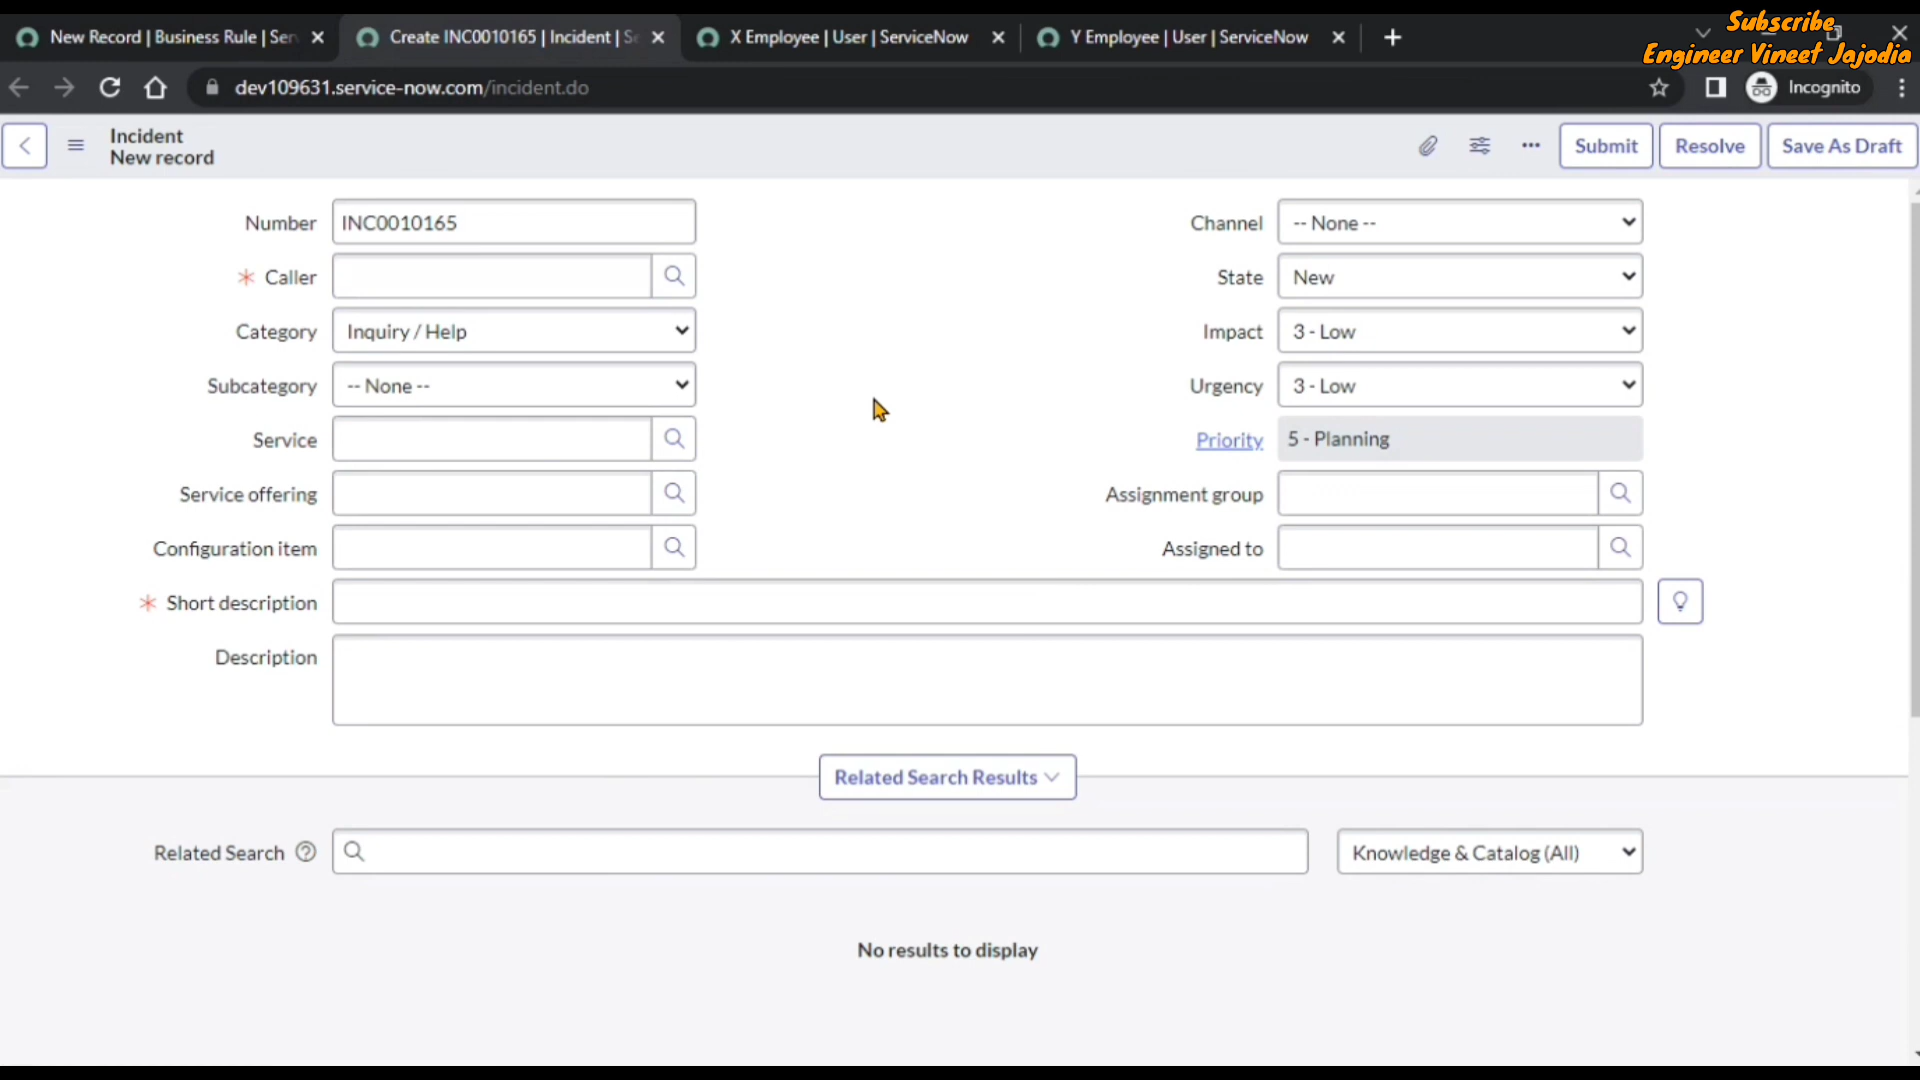 New Record | Business Rule | Ser
Create INC0010165 | Incident | S
X Employee | User | ServiceNow
Y Employee | User | ServiceNow
Subscribe
Engineer Vineet Jajodia
dev109631.service-now.com/incident.do
Incognito
Incident
New record
Submit
Resolve
Save As Draft
Number
INC0010165
Channel
-- None --
* Caller
State
New
Category
Inquiry / Help
Impact
3 - Low
Subcategory
-- None --
Urgency
3 - Low
Service
Priority
5 - Planning
Service offering
Assignment group
Configuration item
Assigned to
* Short description
Description
Related Search Results
Related Search
Knowledge & Catalog (All)
No results to display